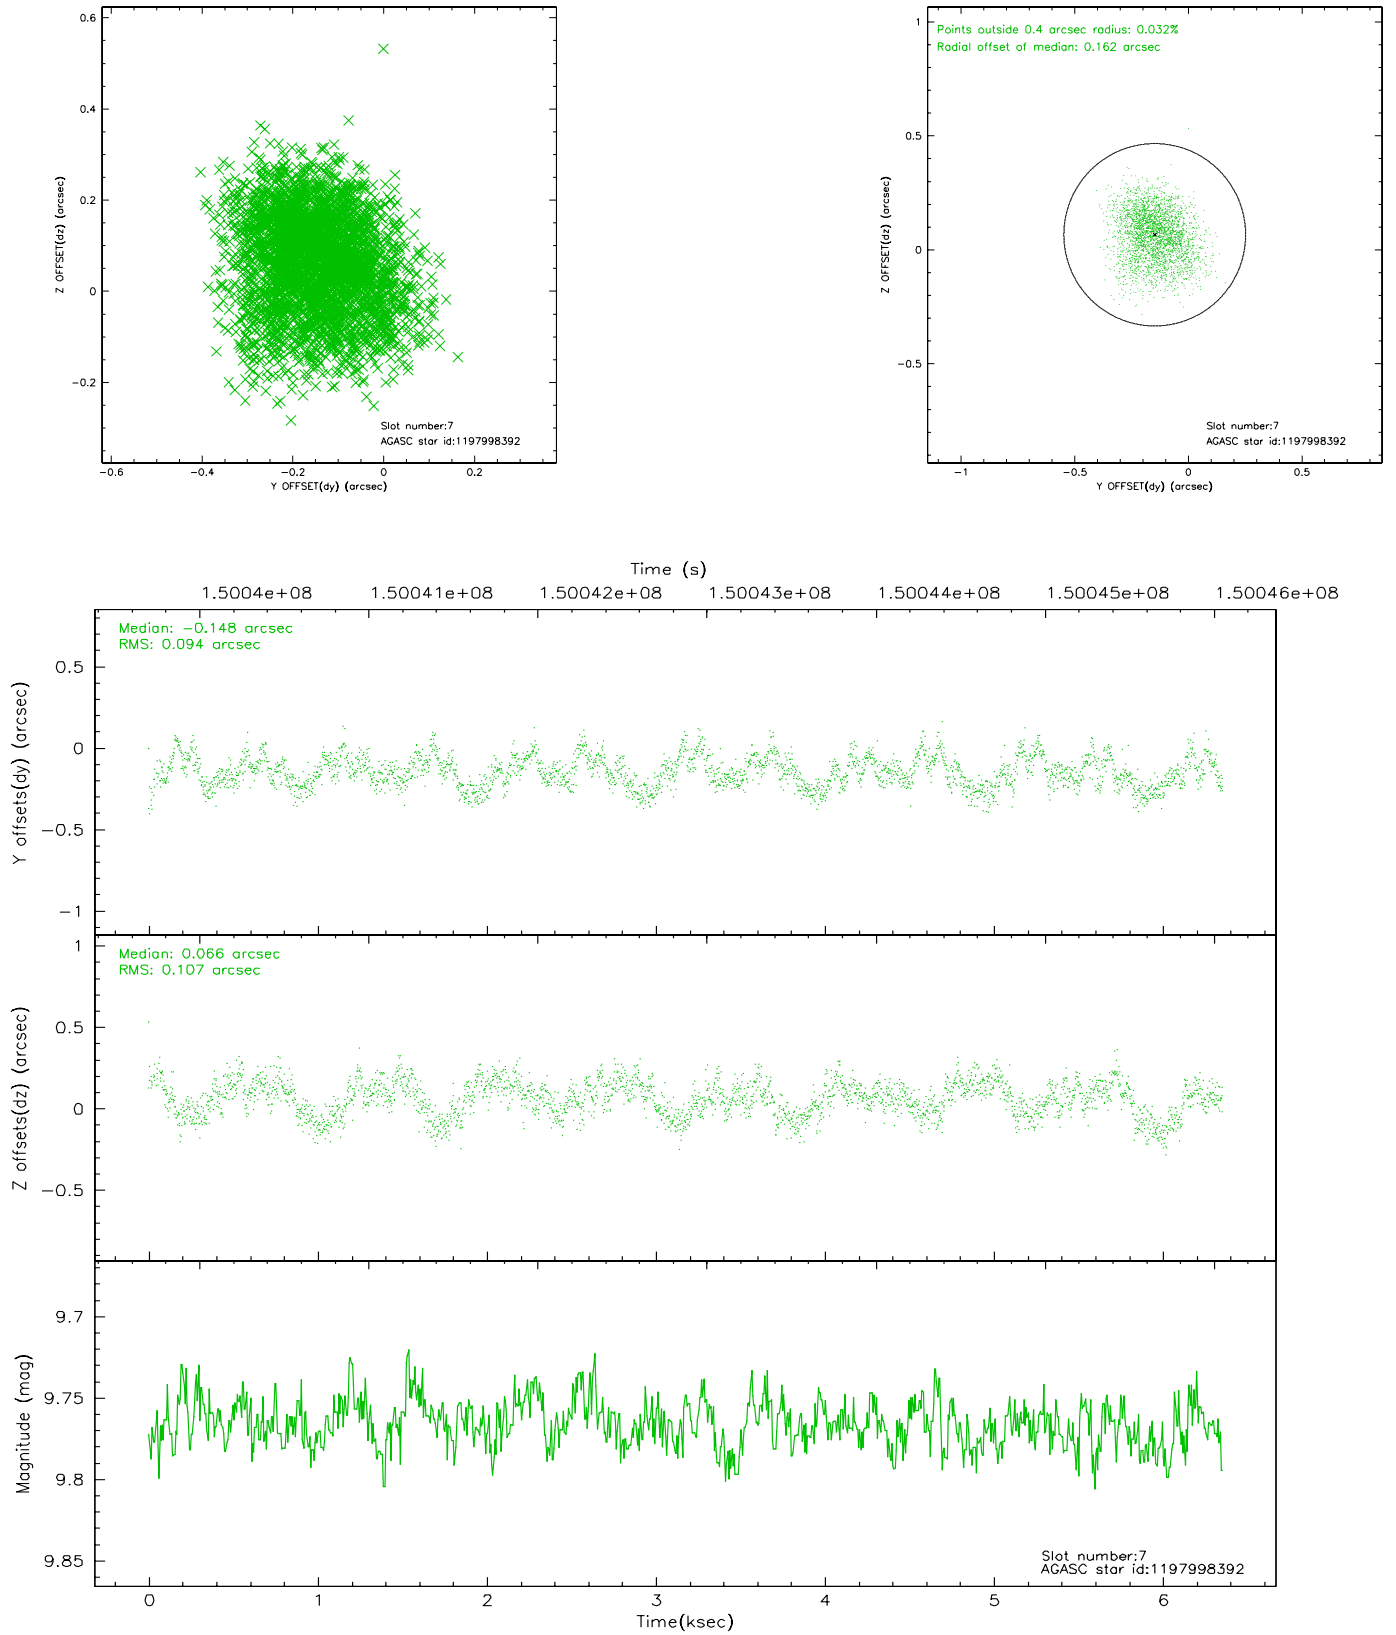 0.6
0.4
0.2
0
−0.2
Z OFFSET(dz) (arcsec)
Slot number:7
AGASC star id:1197998392
−0.6 −0.4 −0.2 0 0.2
Y OFFSET(dy) (arcsec)
Points outside 0.4 arcsec radius: 0.032%
Radial offset of median: 0.162 arcsec
1
0.5
0
−0.5
Z OFFSET(dz) (arcsec)
Slot number:7
AGASC star id:1197998392
−1 −0.5 0 0.5
Y OFFSET(dy) (arcsec)
Time (s)
1.5004e+08 1.50041e+08 1.50042e+08 1.50043e+08 1.50044e+08 1.50045e+08 1.50046e+08
Median: −0.148 arcsec
RMS: 0.094 arcsec
0.5
0
−0.5
−1
Y offsets(dy) (arcsec)
Median: 0.066 arcsec
RMS: 0.107 arcsec
1
0.5
0
−0.5
Z offsets(dz) (arcsec)
9.7
9.75
9.8
9.85
Magnitude (mag)
Slot number:7
AGASC star id:1197998392
0 1 2 3 4 5 6
Time(ksec)